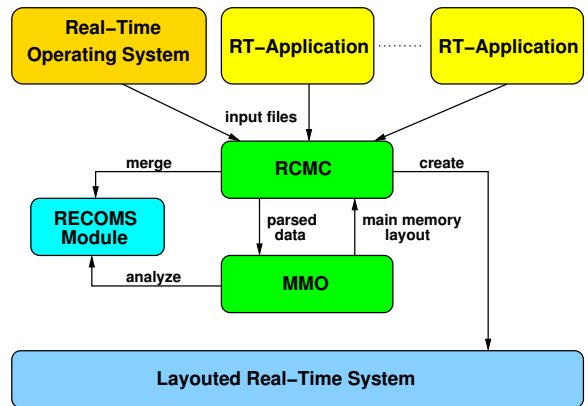 Real-Time
Operating System
RT-Application
RT-Application
input files
merge
RCMC
create
RECOMS
Module
parsed
data
main memory
layout
analyze
MMO
Layouted Real-Time System